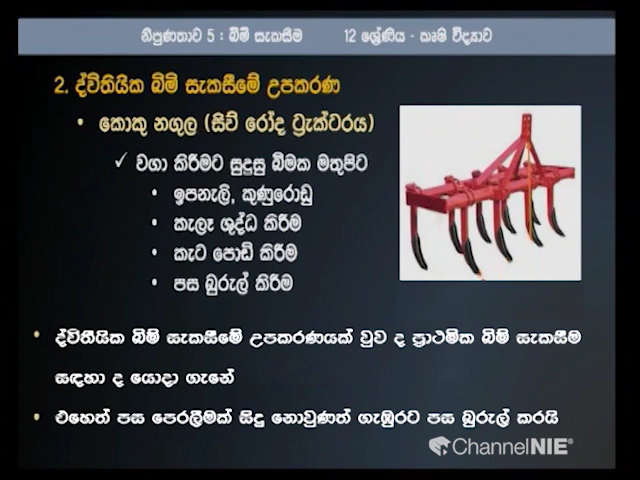 නිපුණතාව 5 : බිම් සැකසීම 12 ශ්‍රේණිය - කෘෂි විද්‍යාව
2. ද්විතියික බිම් සැකසීමේ උපකරණ
• කොකු නගුල (සිව් රෝද ට්‍රැක්ටරය)
✓ වගා කිරීමට සුදුසු බිමක මතුපිට
• ඉපනැලි, කුණුරොඩු
• කැලෑ ශුද්ධ කිරීම
• කැට පොඩි කිරීම
• පස බුරුල් කිරීම
• ද්විතීයික බිම් සැකසීමේ උපකරණයක් වුව ද ප්‍රාථමික බිම් සැකසීම
සඳහා ද යොදා ගැනේ
• එහෙත් පස පෙරලීමක් සිදු නොවුණත් ගැඹුරට පස බුරුල් කරයි
ChannelNIE